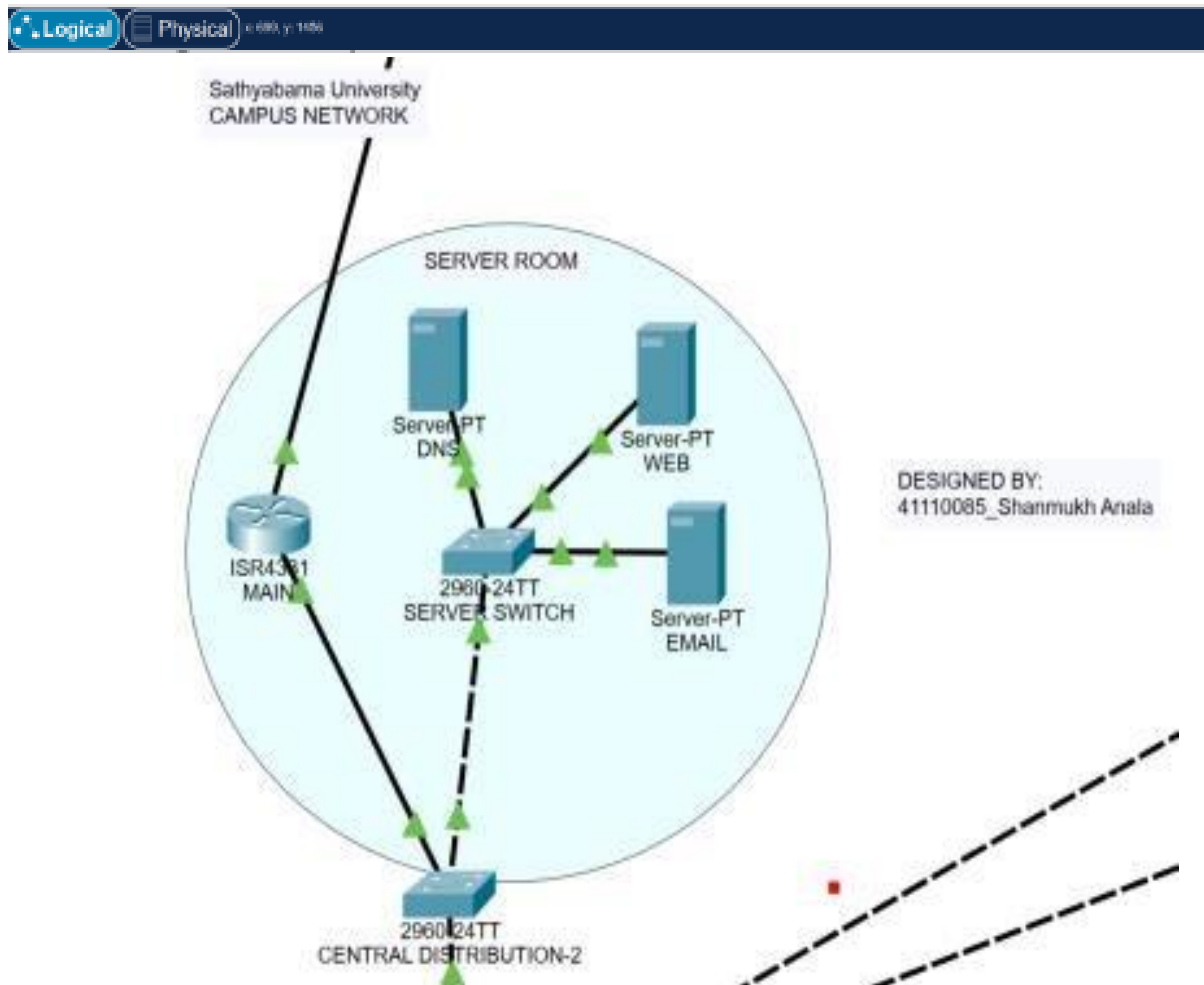 Logical
Physical
Sathyabama University
CAMPUS NETWORK
SERVER ROOM
Server-PT
DNS
Server-PT
WEB
DESIGNED BY:
41110085_Shanmukh Anala
ISR4331
MAIN
2960-24TT
SERVER SWITCH
Server-PT
EMAIL
2960-24TT
CENTRAL DISTRIBUTION-2